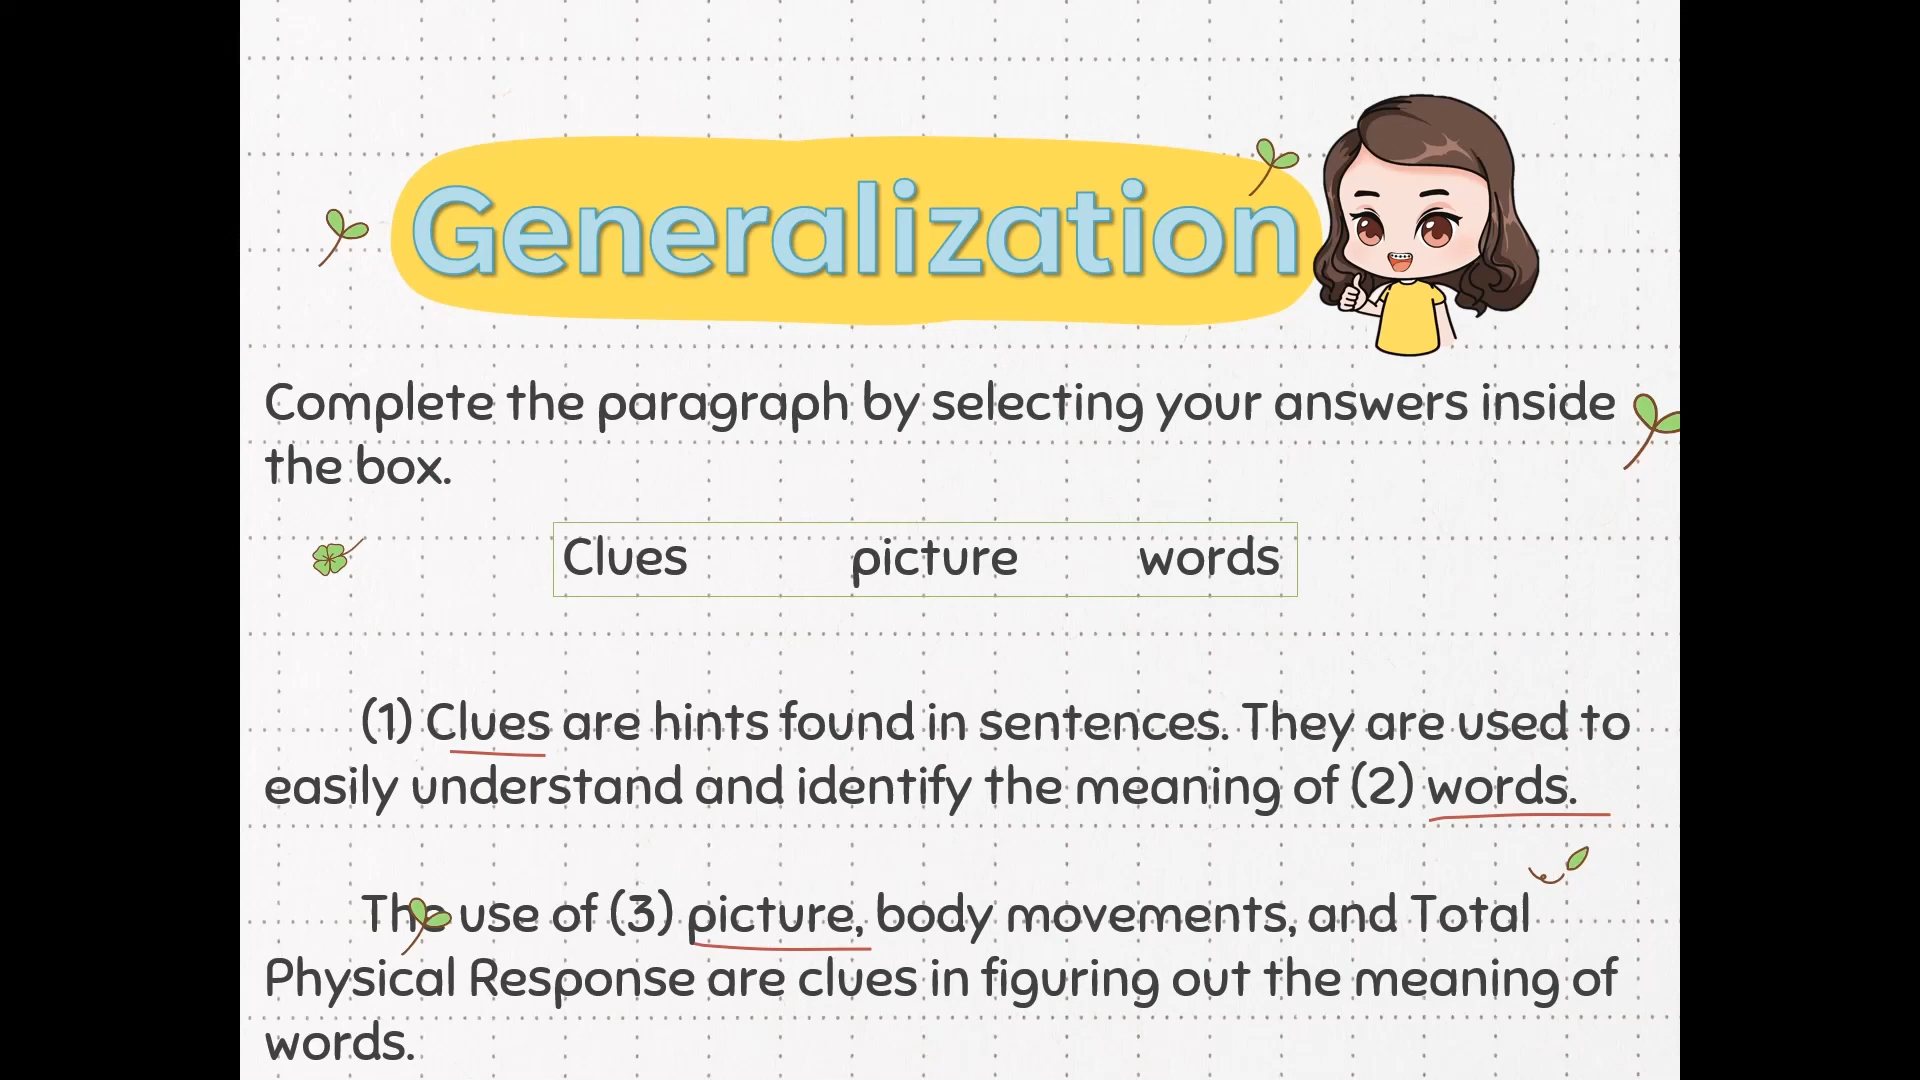 Generalization
Complete the paragraph by selecting your answers inside
the box.
Clues picture words
(1) Clues are hints found in sentences. They are used to
easily understand and identify the meaning of (2) words.
The use of (3) picture, body movements, and Total
Physical Response are clues in figuring out the meaning of
words.